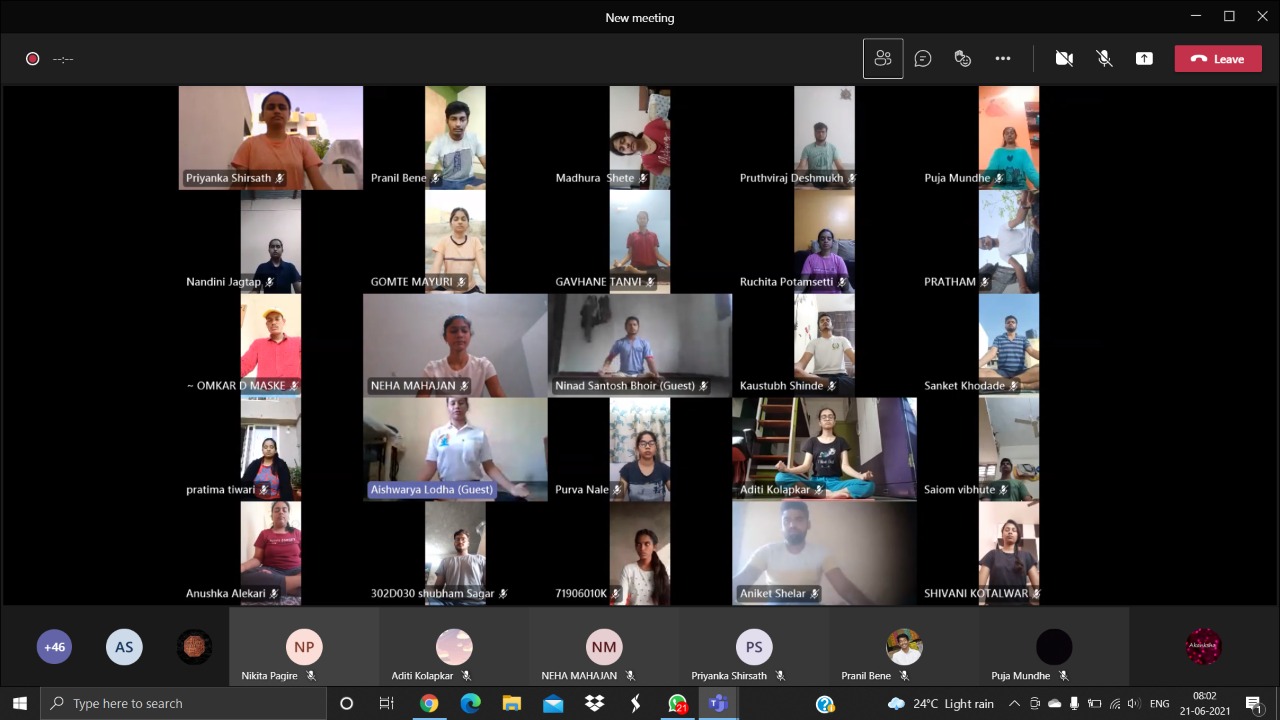 New meeting
--:--
Leave
Priyanka Shirsath
Pranil Bene
Madhura Shete
Pruthviraj Deshmukh
Puja Mundhe
Nandini Jagtap
GOMTE MAYURI
GAVHANE TANVI
Ruchita Potamsetti
PRATHAM
~ OMKAR D MASKE
NEHA MAHAJAN
Ninad Santosh Bhoir (Guest)
Kaustubh Shinde
Sanket Khodade
pratima tiwari
Aishwarya Lodha (Guest)
Purva Nale
Aditi Kolapkar
Saiom vibhute
Anushka Alekari
302D030 shubham Sagar
71906010K
Aniket Shelar
SHIVANI KOTALWAR
+46
AS
NP
NM
PS
Nikita Pagire
Aditi Kolapkar
NEHA MAHAJAN
Priyanka Shirsath
Pranil Bene
Puja Mundhe
Type here to search
21
24°C Light rain
ENG
08:02
21-06-2021
1